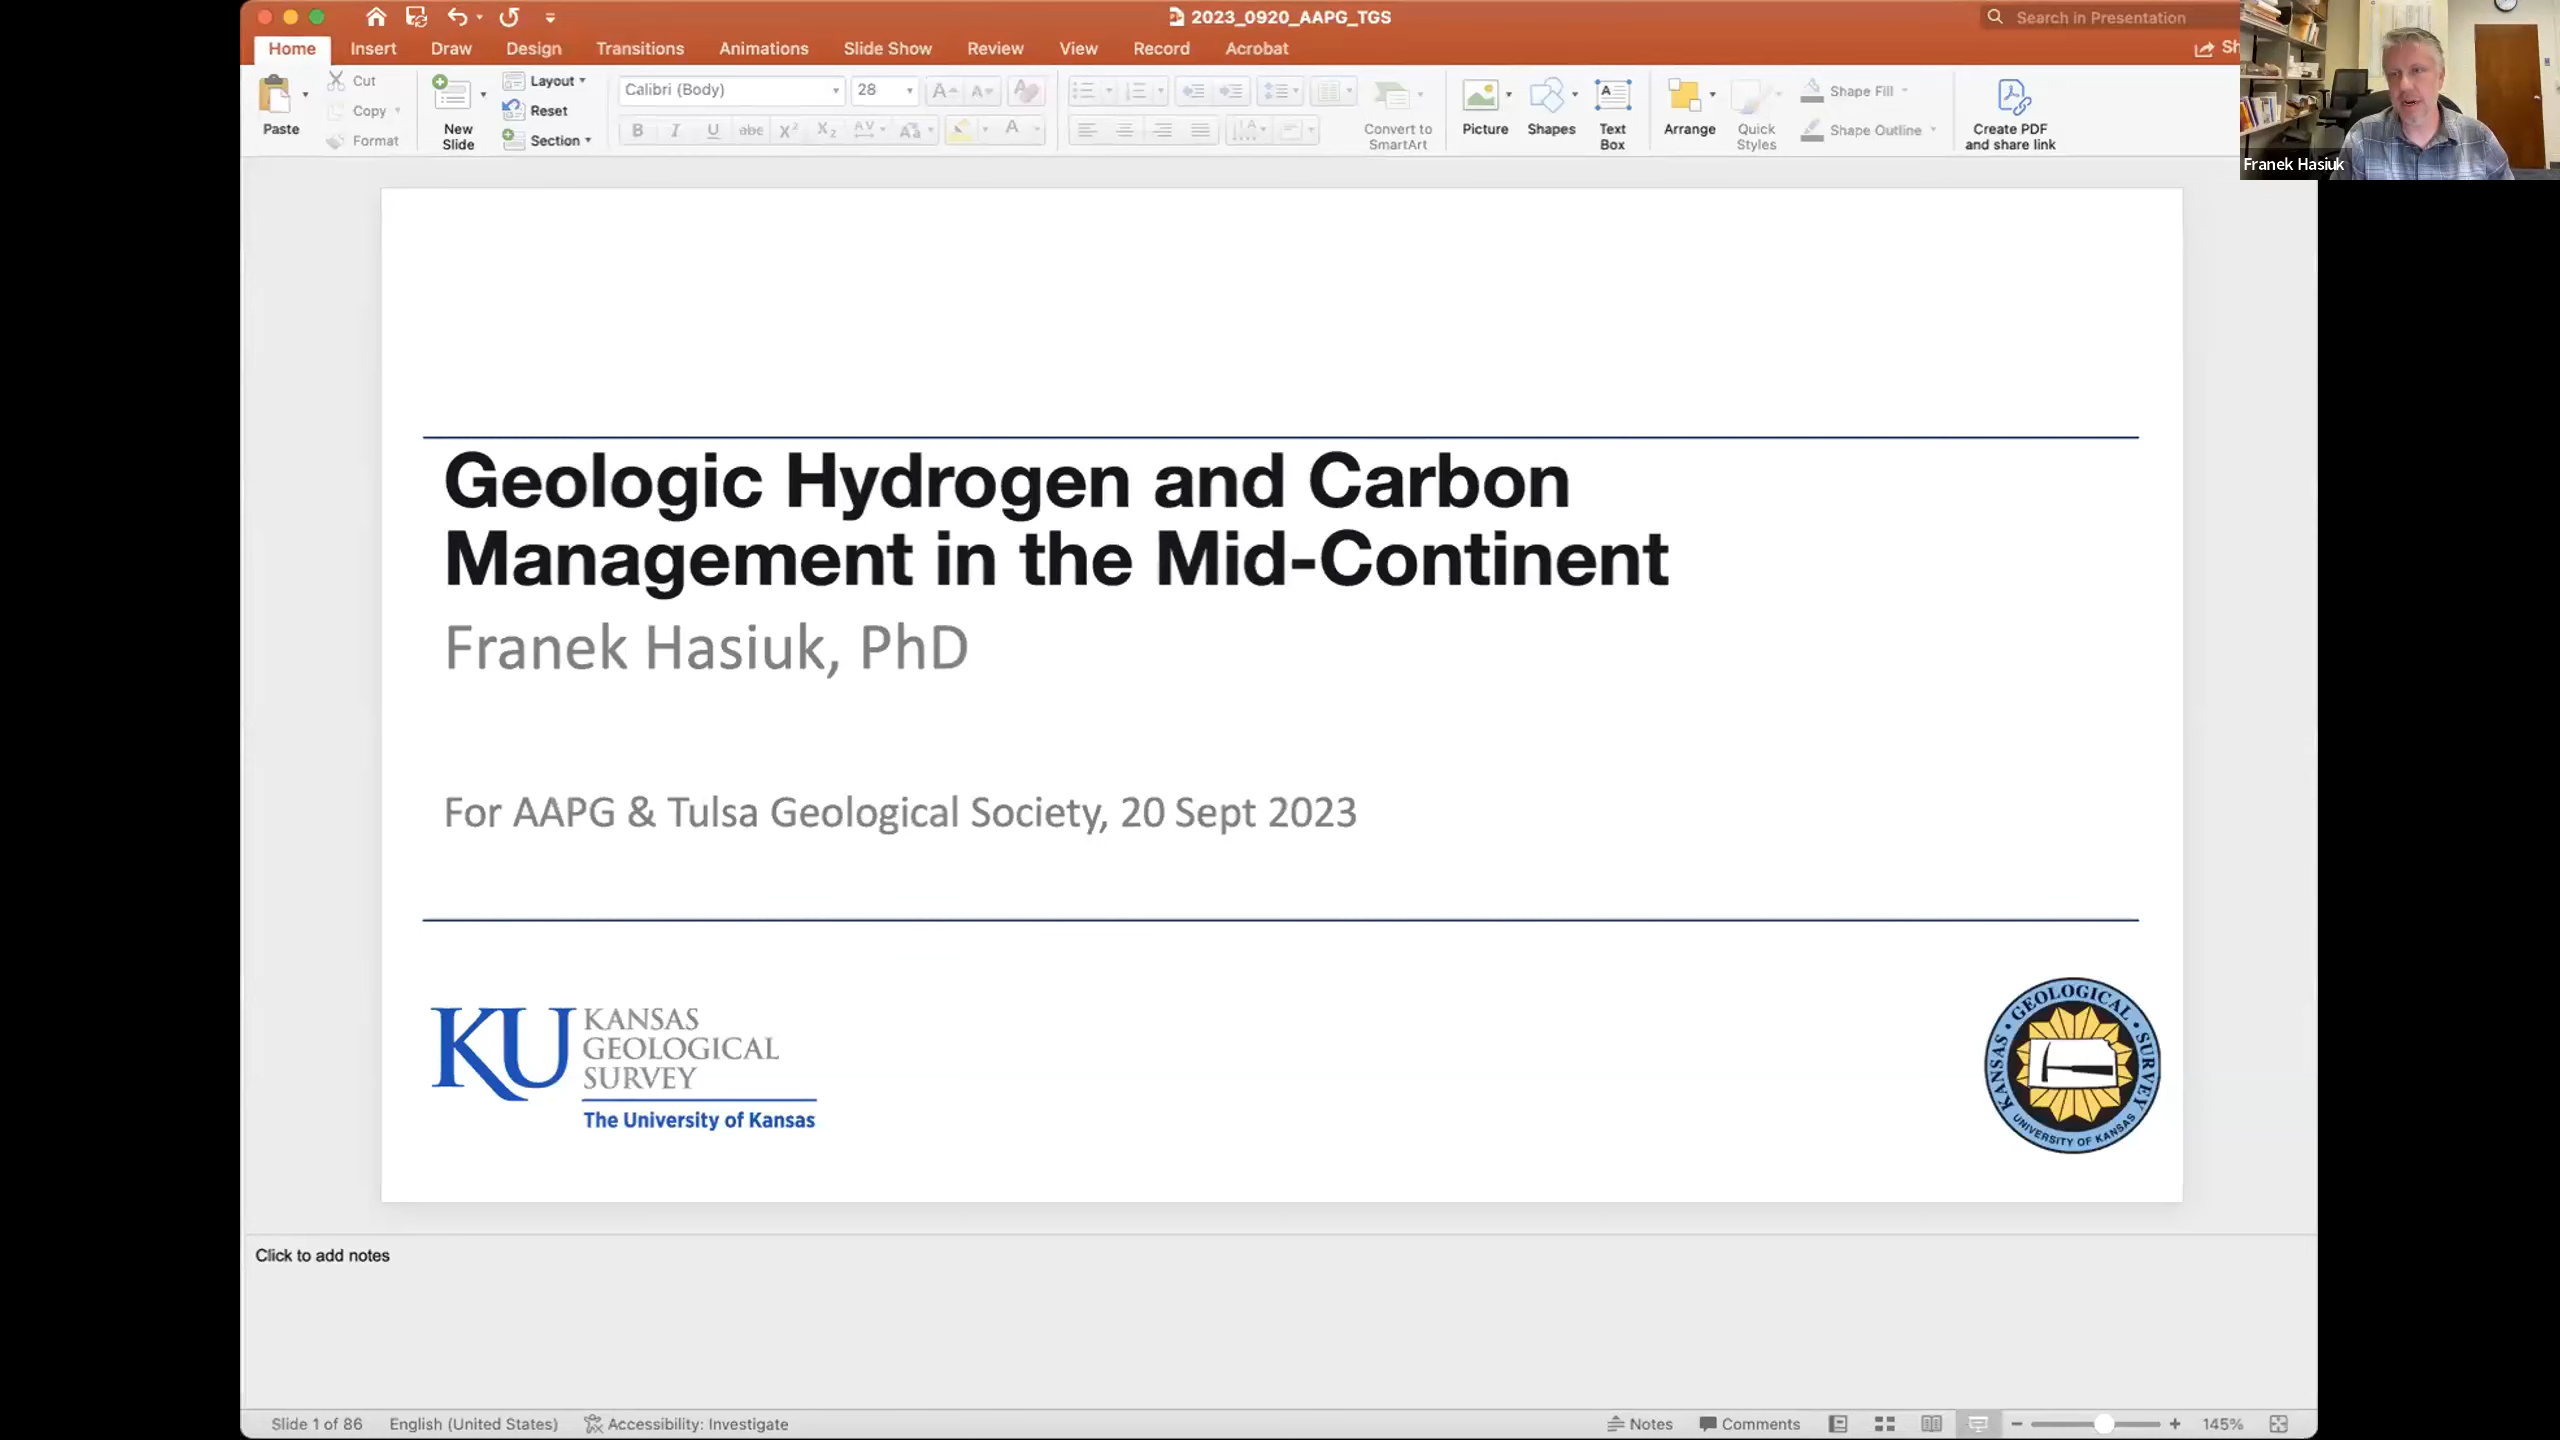 2023_0920_AAPG_TGS
Search in Presentation
Home Insert Draw Design Transitions Animations Slide Show Review View Record Acrobat
Sh
Paste
Cut
Copy
Format
New
Slide
Layout
Reset
Section
Calibri (Body) 28
Convert to
SmartArt
Picture
Shapes
Text
Box
Arrange
Quick
Styles
Shape Fill
Shape Outline
Create PDF
and share link
Franek Hasiuk
Geologic Hydrogen and Carbon
Management in the Mid-Continent
Franek Hasiuk, PhD
For AAPG & Tulsa Geological Society, 20 Sept 2023
KU
KANSAS
GEOLOGICAL
SURVEY
The University of Kansas
KANSAS • GEOLOGICAL • SURVEY
UNIVERSITY OF KANSAS
Click to add notes
Slide 1 of 86 English (United States) Accessibility: Investigate
Notes Comments 145%